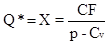 Q* = X = CF / (p - Cv)